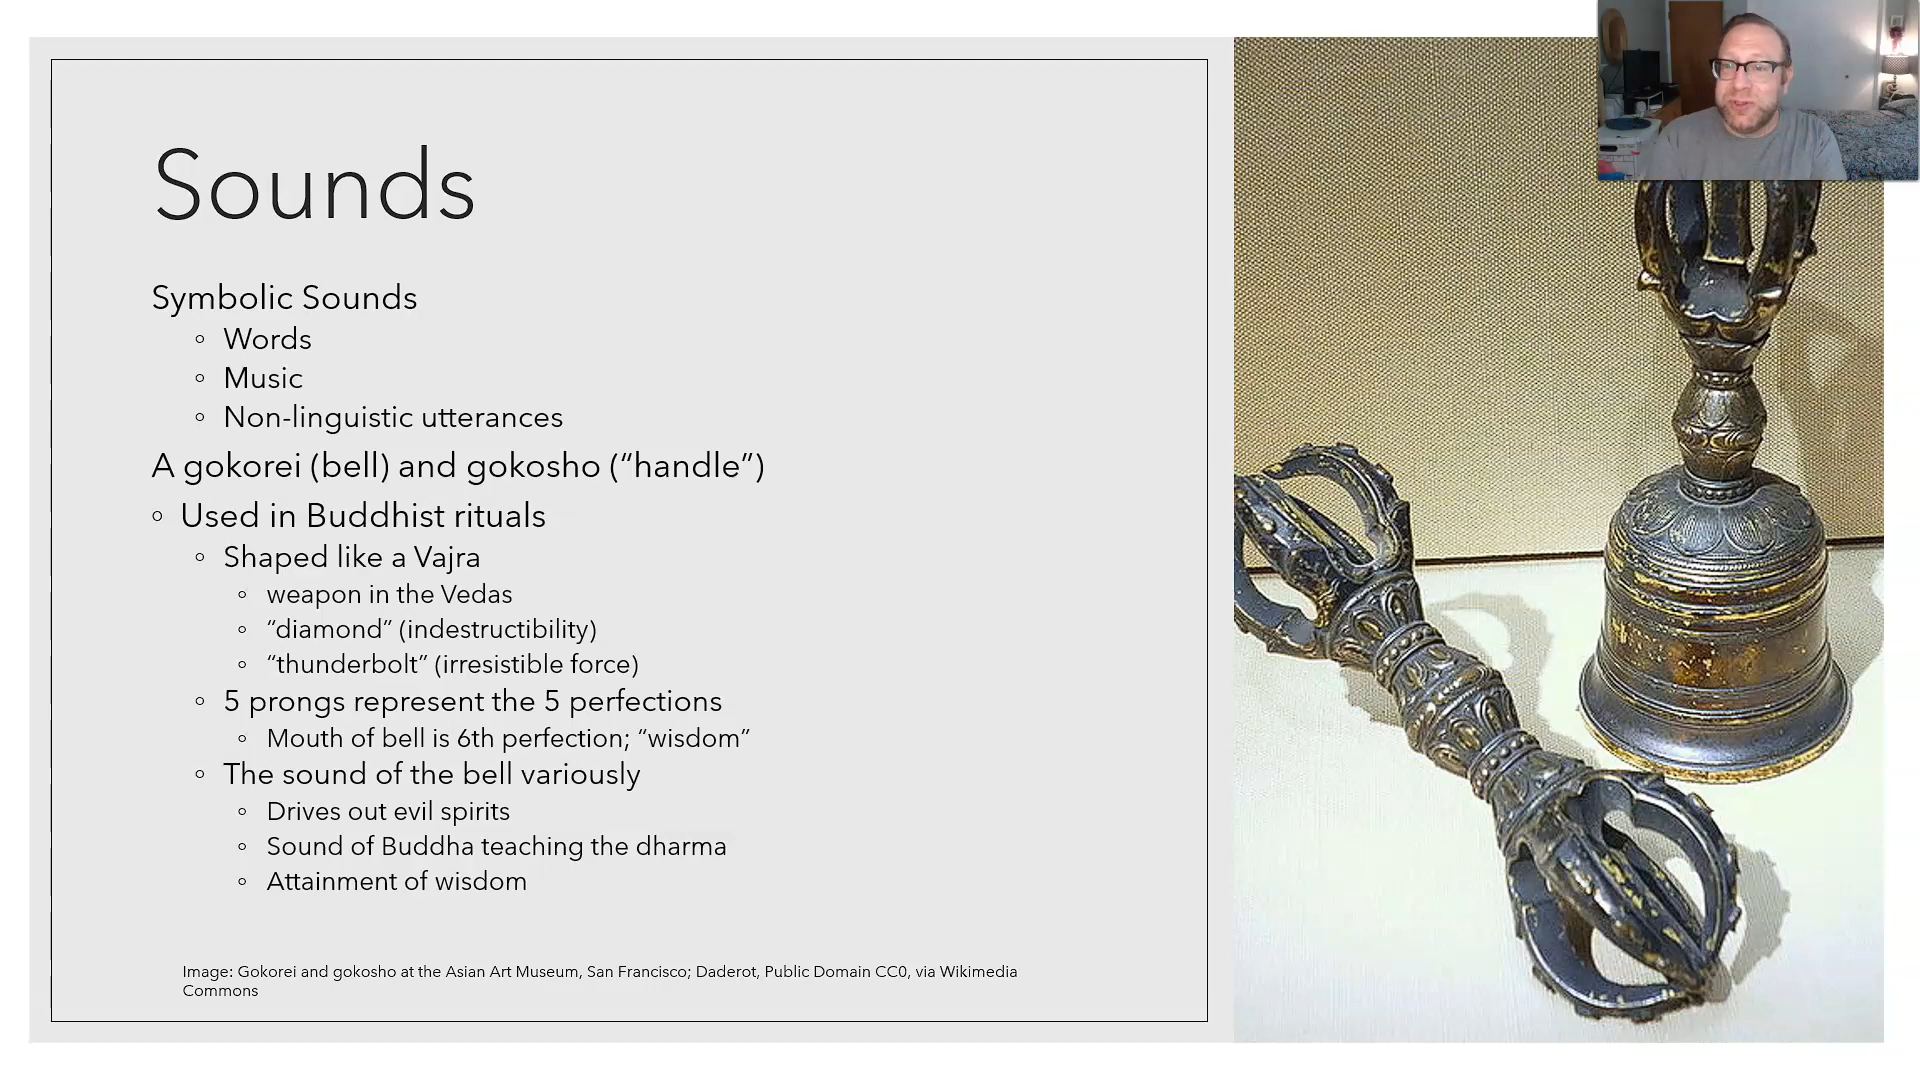 Sounds
Symbolic Sounds
◦ Words
◦ Music
◦ Non-linguistic utterances
A gokorei (bell) and gokosho (“handle”)
◦ Used in Buddhist rituals
◦ Shaped like a Vajra
◦ weapon in the Vedas
◦ “diamond” (indestructibility)
◦ “thunderbolt” (irresistible force)
◦ 5 prongs represent the 5 perfections
◦ Mouth of bell is 6th perfection; “wisdom”
◦ The sound of the bell variously
◦ Drives out evil spirits
◦ Sound of Buddha teaching the dharma
◦ Attainment of wisdom
Image: Gokorei and gokosho at the Asian Art Museum, San Francisco; Daderot, Public Domain CC0, via Wikimedia
Commons